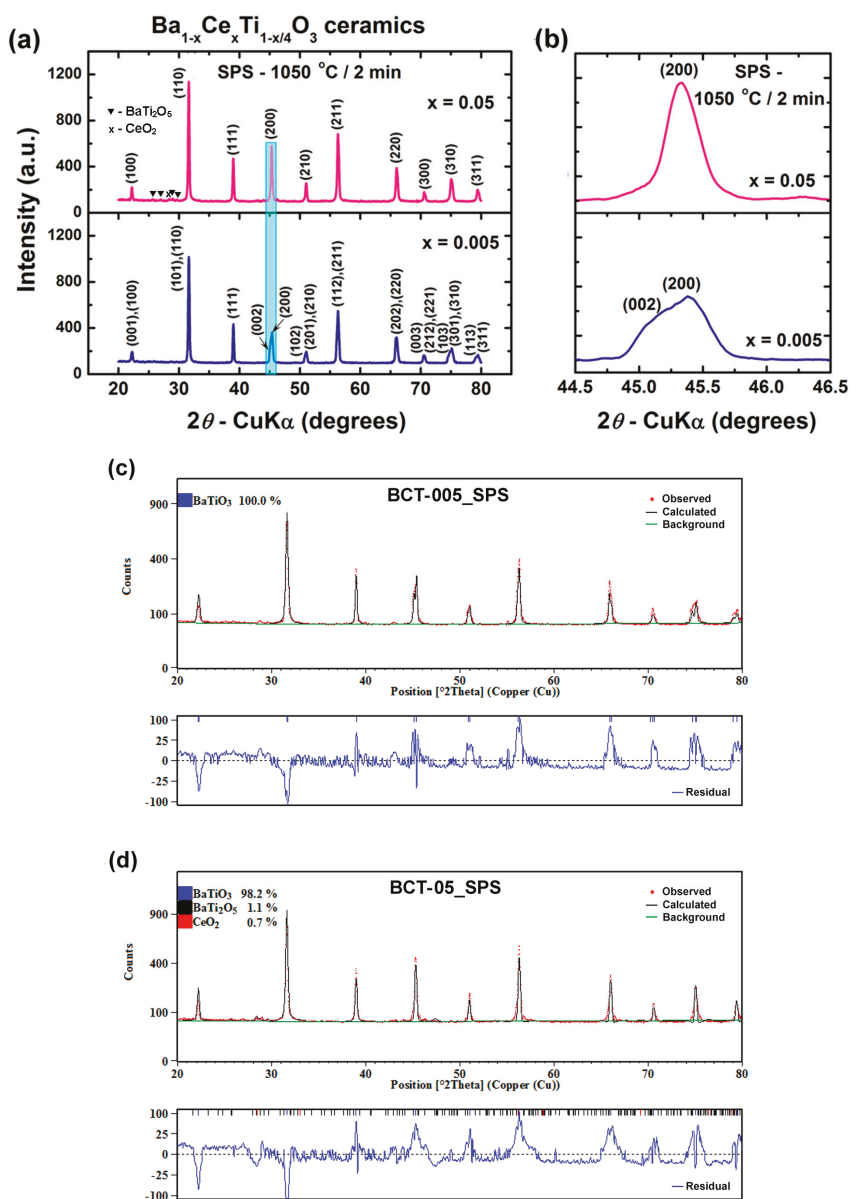 (a)
Ba1-xCexTi1-x/4O3 ceramics
SPS - 1050 °C / 2 min
x = 0.05
▼ - BaTi2O5
x - CeO2
(100)
(110)
(111)
(200)
(210)
(211)
(220)
(300)
(310)
(311)
1200
800
400
0
Intensity (a.u.)
x = 0.005
(001),(100)
(101),(110)
(111)
(002)
(200)
(102)
(201),(210)
(112),(211)
(202),(220)
(003)
(212),(221)
(103)
(301),(310)
(113)
(311)
1200
800
400
0
20 30 40 50 60 70 80
2θ - CuKα (degrees)
(b)
(200)
SPS -
1050 °C / 2 min
x = 0.05
(002)
(200)
x = 0.005
44.5 45.0 45.5 46.0 46.5
2θ - CuKα (degrees)
(c)
BaTiO3 100.0 %
BCT-005_SPS
Observed
Calculated
Background
Counts
900
400
100
0
20 30 40 50 60 70 80
Position [°2Theta] (Copper (Cu))
100
25
0
25
-100
Residual
(d)
BaTiO3 98.2 %
BaTi2O5 1.1 %
CeO2 0.7 %
BCT-05_SPS
Observed
Calculated
Background
Counts
900
400
100
0
20 30 40 50 60 70 80
Position [°2Theta] (Copper (Cu))
100
25
0
25
-100
Residual